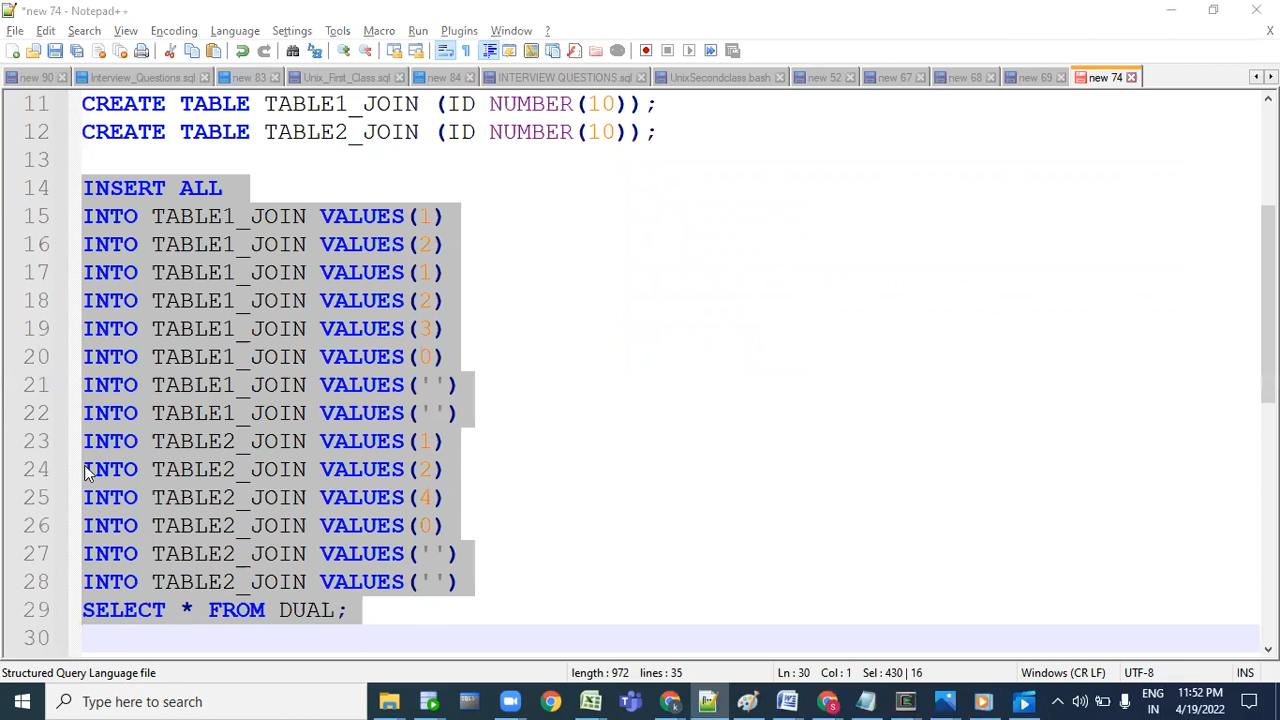 *new 74 - Notepad++
File Edit Search View Encoding Language Settings Tools Macro Run Plugins Window ? X
new 90 Interview_Questions.sql new 83 Unix_First_Class.sql new 84 INTERVIEW QUESTIONS.sql UnixSecondclass.bash new 52 new 67 new 68 new 69 new 74
11 CREATE TABLE TABLE1_JOIN (ID NUMBER(10));
12 CREATE TABLE TABLE2_JOIN (ID NUMBER(10));
13
14 INSERT ALL
15 INTO TABLE1_JOIN VALUES(1)
16 INTO TABLE1_JOIN VALUES(2)
17 INTO TABLE1_JOIN VALUES(1)
18 INTO TABLE1_JOIN VALUES(2)
19 INTO TABLE1_JOIN VALUES(3)
20 INTO TABLE1_JOIN VALUES(0)
21 INTO TABLE1_JOIN VALUES('')
22 INTO TABLE1_JOIN VALUES('')
23 INTO TABLE2_JOIN VALUES(1)
24 INTO TABLE2_JOIN VALUES(2)
25 INTO TABLE2_JOIN VALUES(4)
26 INTO TABLE2_JOIN VALUES(0)
27 INTO TABLE2_JOIN VALUES('')
28 INTO TABLE2_JOIN VALUES('')
29 SELECT * FROM DUAL;
30
Structured Query Language file length : 972 lines : 35 Ln : 30 Col : 1 Sel : 430 | 16 Windows (CR LF) UTF-8 INS
Type here to search ENG 11:52 PM
IN 4/19/2022